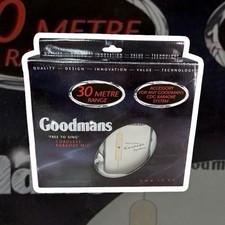 QUALITY — DESIGN — INNOVATION — VALUE — TECHNOLOGY
30 METRE
RANGE
ACCESSORY
FOR ANY GOODMANS
CDG KARAOKE
SYSTEM
Goodmans
"FREE TO SING"
CORDLESS
KARAOKE MIC